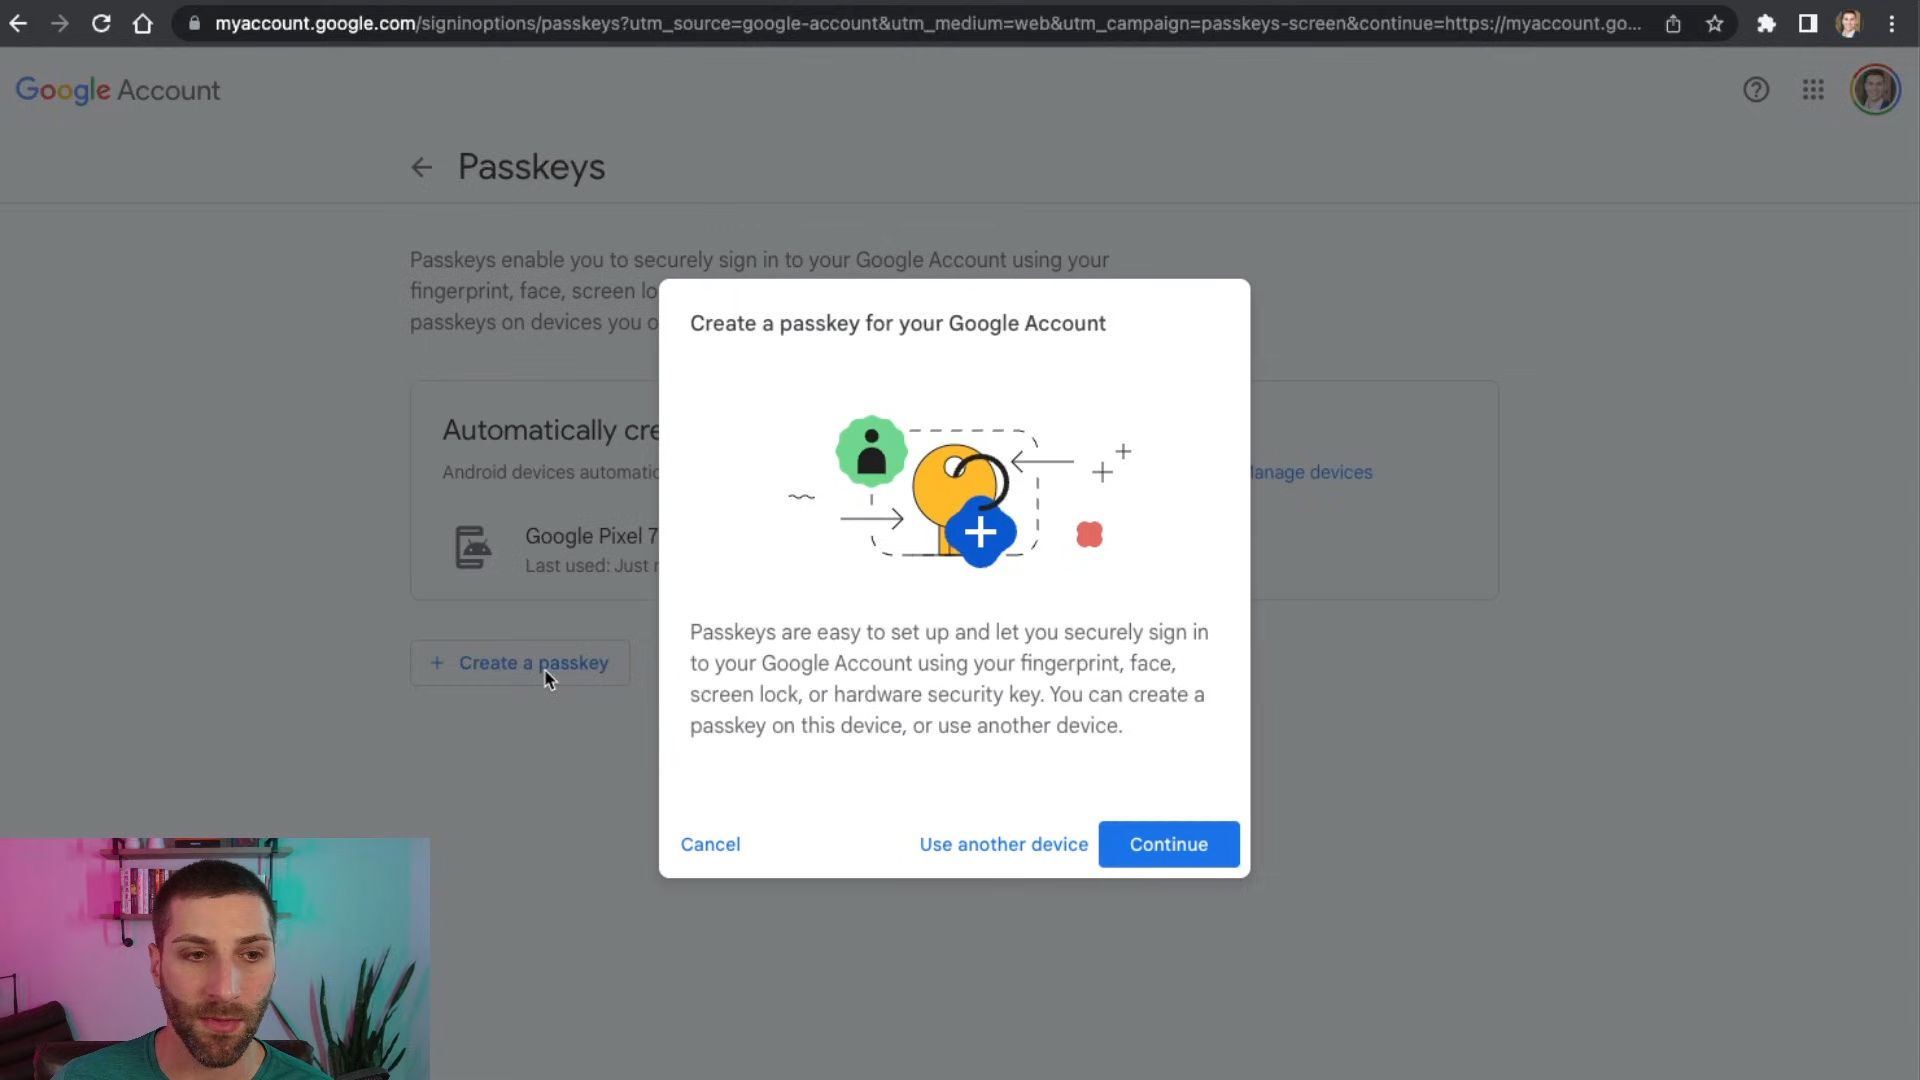 myaccount.google.com/signinoptions/passkeys?utm_source=google-account&utm_medium=web&utm_campaign=passkeys-screen&continue=https://myaccount.go...
Google Account
Passkeys
Passkeys enable you to securely sign in to your Google Account using your
fingerprint, face, screen lo
passkeys on devices you o
Create a passkey for your Google Account
Automatically cre
Android devices automatic
anage devices
Google Pixel 7
Last used: Just
Create a passkey
Passkeys are easy to set up and let you securely sign in
to your Google Account using your fingerprint, face,
screen lock, or hardware security key. You can create a
passkey on this device, or use another device.
Cancel
Use another device
Continue